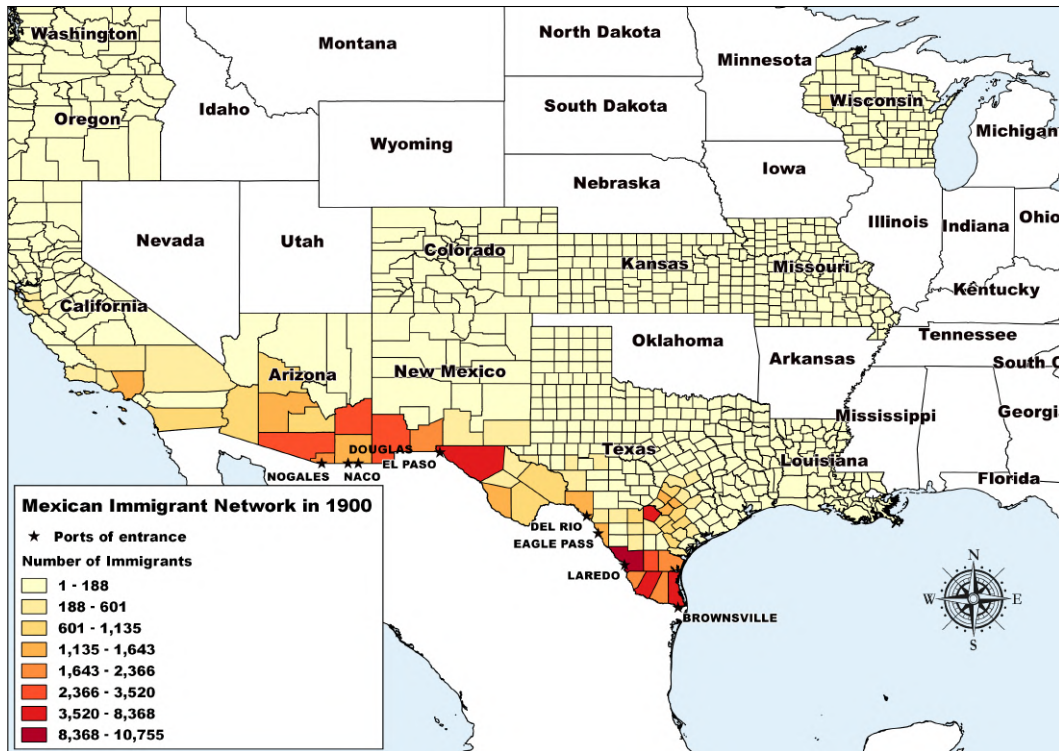 Washington
Montana
North Dakota
Minnesota
Oregon
Idaho
South Dakota
Wisconsin
Michigan
Wyoming
Iowa
Nebraska
Nevada
Utah
Illinois
Indiana
Ohio
Colorado
Kansas
Missouri
California
Kentucky
Oklahoma
Tennessee
Arizona
New Mexico
Arkansas
South C
Mississippi
Georgia
Texas
Louisiana
Florida
DOUGLAS
EL PASO
NOGALES
NACO
DEL RIO
EAGLE PASS
LAREDO
BROWNSVILLE
Mexican Immigrant Network in 1900
Ports of entrance
Number of Immigrants
1 - 188
188 - 601
601 - 1,135
1,135 - 1,643
1,643 - 2,366
2,366 - 3,520
3,520 - 8,368
8,368 - 10,755
N
W
E
S